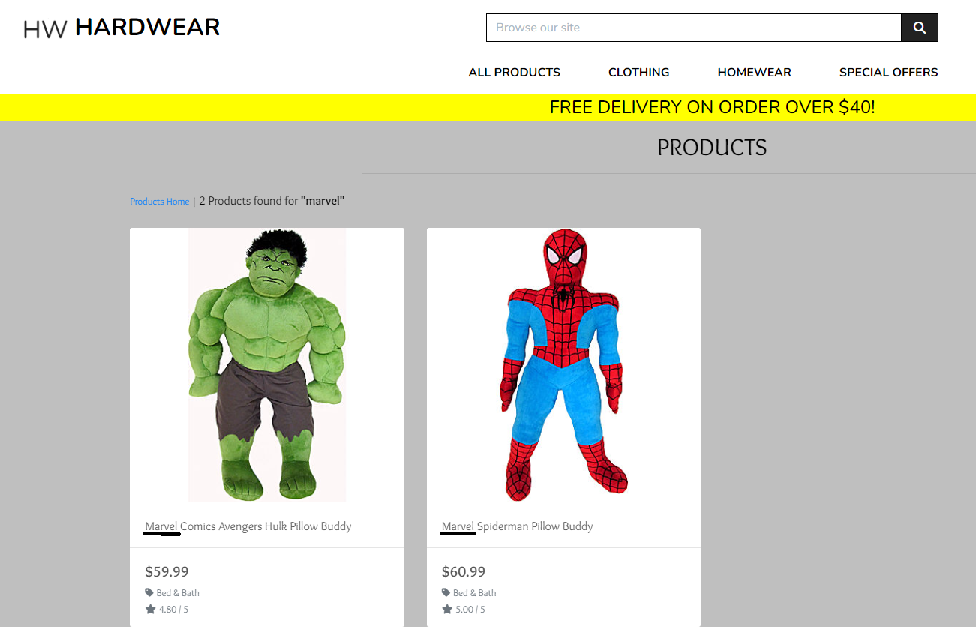 HW HARDWEAR
Browse our site
ALL PRODUCTS CLOTHING HOMEWEAR SPECIAL OFFERS
FREE DELIVERY ON ORDER OVER $40!
PRODUCTS
Products Home | 2 Products found for "marvel"
Marvel Comics Avengers Hulk Pillow Buddy
$59.99
Bed & Bath
4.80 / 5
Marvel Spiderman Pillow Buddy
$60.99
Bed & Bath
5.00 / 5